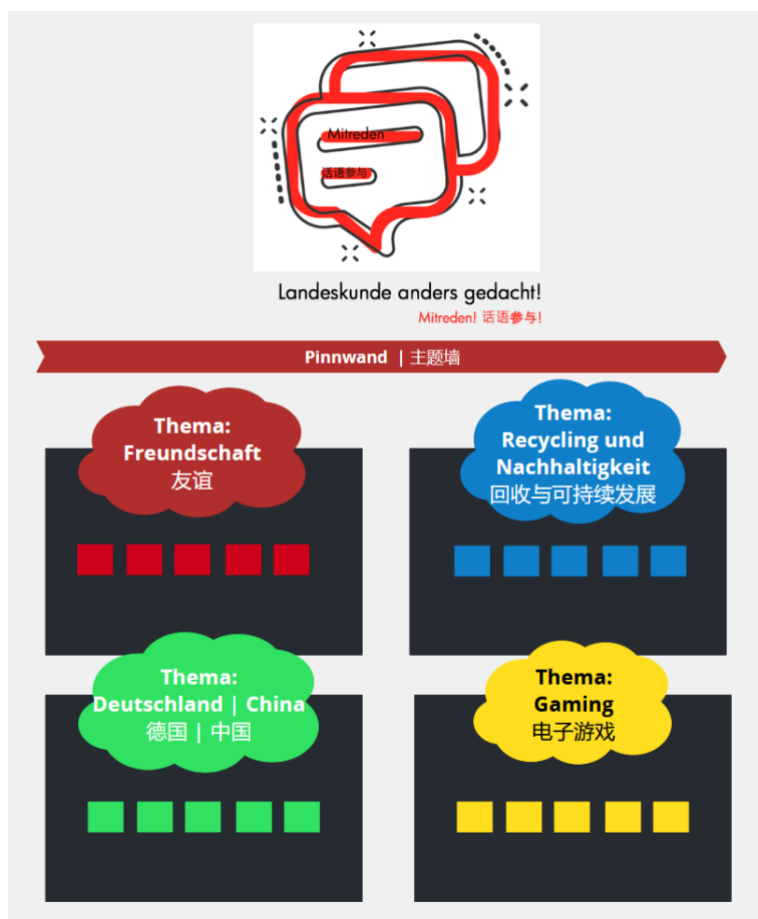 Mitreden
话语参与
Landeskunde anders gedacht!
Mitreden! 话语参与!
Pinnwand | 主题墙
Thema:
Freundschaft
友谊
Thema:
Recycling und
Nachhaltigkeit
回收与可持续发展
Thema:
Deutschland | China
德国 | 中国
Thema:
Gaming
电子游戏